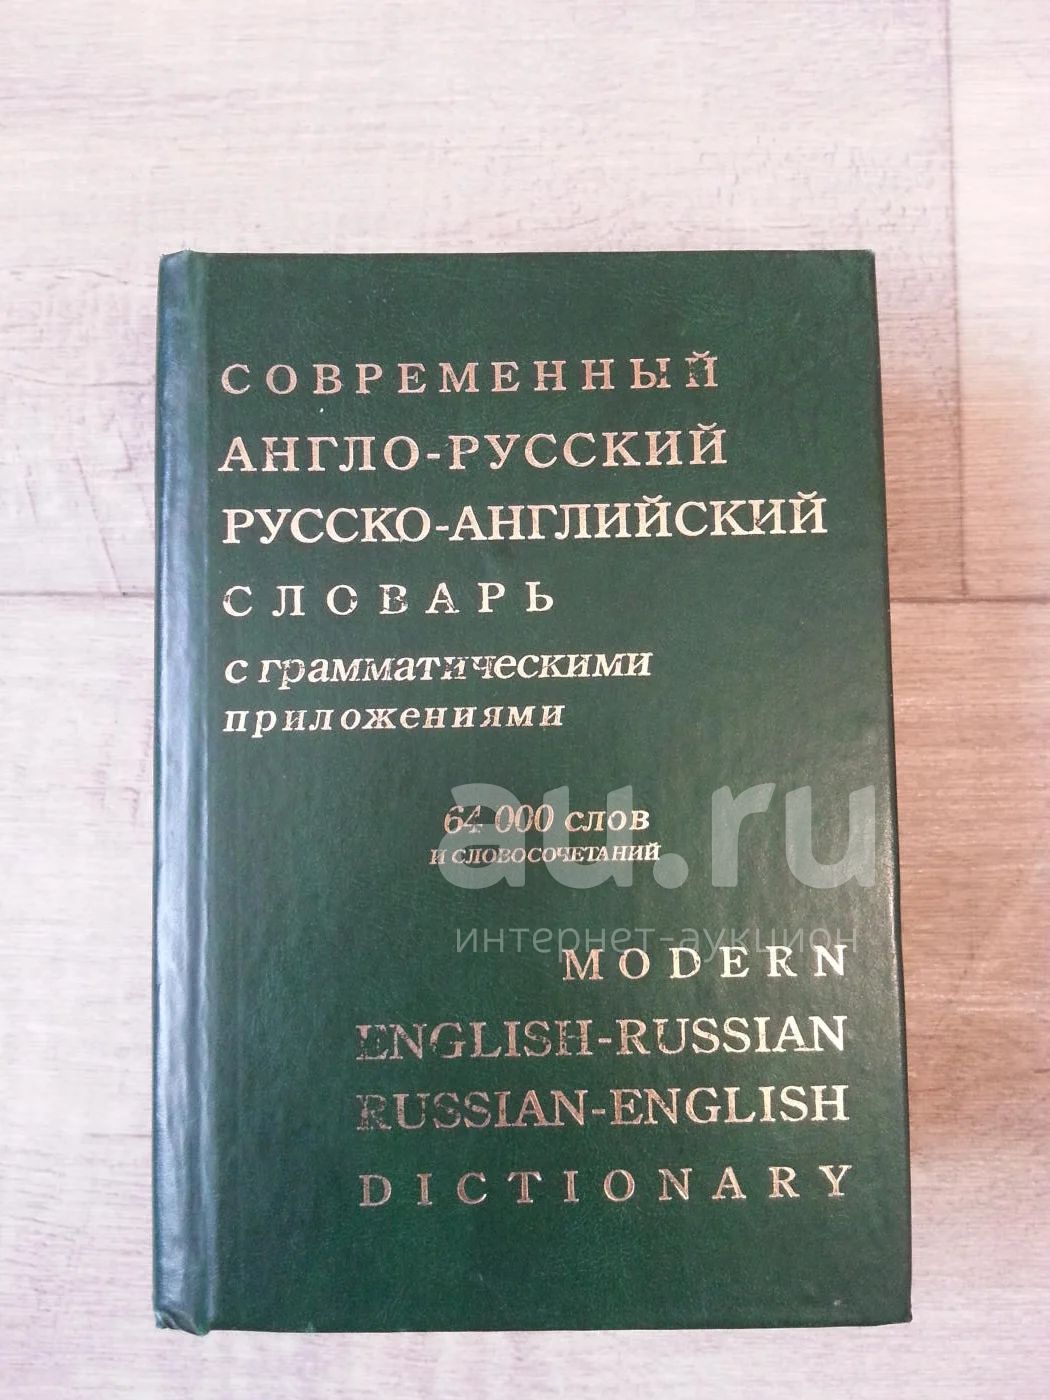 СОВРЕМЕННЫЙ
АНГЛО-РУССКИЙ
РУССКО-АНГЛИЙСКИЙ
СЛОВАРЬ
с грамматическими
приложениями
64 000 слов
и словосочетаний
au.ru
интернет-аукцион
MODERN
ENGLISH-RUSSIAN
RUSSIAN-ENGLISH
DICTIONARY